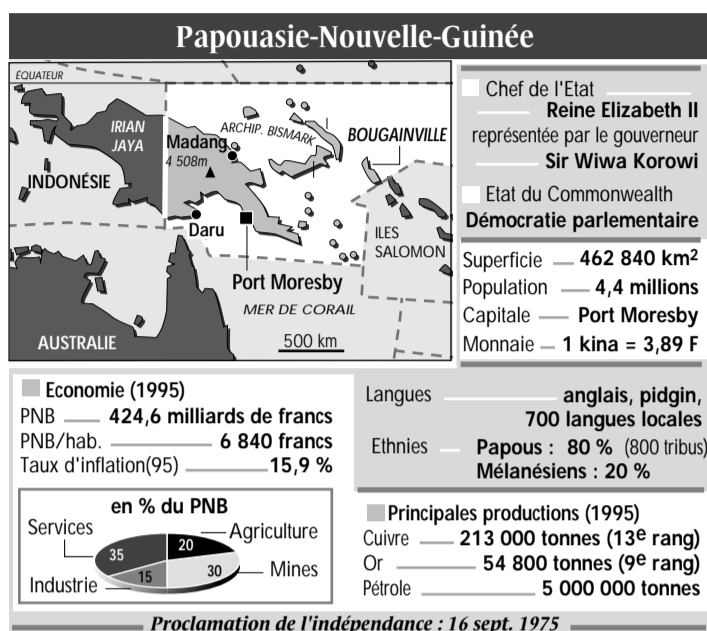 Papouasie-Nouvelle-Guinée
ÉQUATEUR
IRIAN
JAYA
INDONÉSIE
Madang
4 508m
ARCHIP. BISMARK
BOUGAINVILLE
Daru
ILES
SALOMON
Port Moresby
MER DE CORAIL
AUSTRALIE
500 km
Chef de l'Etat
Reine Elizabeth II
représentée par le gouverneur
Sir Wiwa Korowi
Etat du Commonwealth
Démocratie parlementaire
Superficie 462 840 km²
Population 4,4 millions
Capitale Port Moresby
Monnaie 1 kina = 3,89 F
Economie (1995)
PNB 424,6 milliards de francs
PNB/hab. 6 840 francs
Taux d'inflation(95) 15,9 %
en % du PNB
Services
Agriculture
35
20
15
30
Mines
Industrie
Langues anglais, pidgin,
700 langues locales
Ethnies Papous : 80 % (800 tribus)
Mélanésiens : 20 %
Principales productions (1995)
Cuivre 213 000 tonnes (13e rang)
Or 54 800 tonnes (9e rang)
Pétrole 5 000 000 tonnes
Proclamation de l'indépendance : 16 sept. 1975